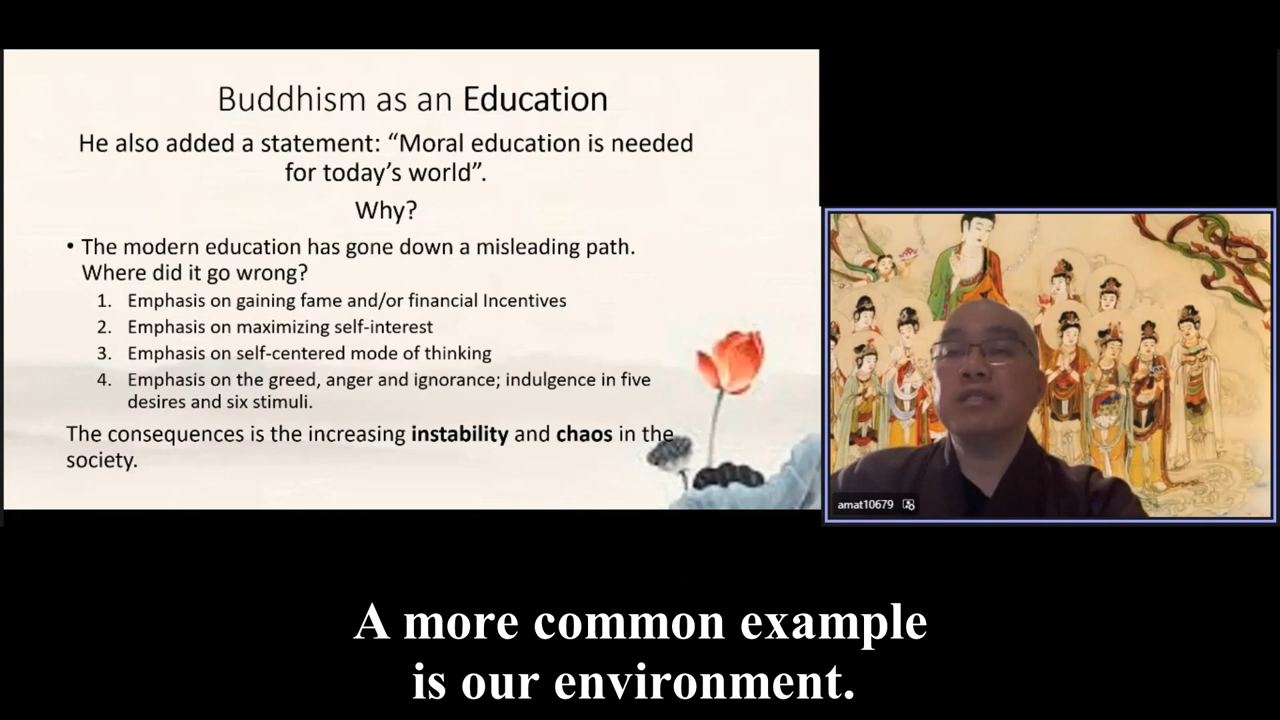 Buddhism as an Education
He also added a statement: “Moral education is needed
for today’s world”.
Why?
• The modern education has gone down a misleading path.
Where did it go wrong?
1. Emphasis on gaining fame and/or financial Incentives
2. Emphasis on maximizing self-interest
3. Emphasis on self-centered mode of thinking
4. Emphasis on the greed, anger and ignorance; indulgence in five
desires and six stimuli.
The consequences is the increasing instability and chaos in the
society.
amat10679
A more common example
is our environment.